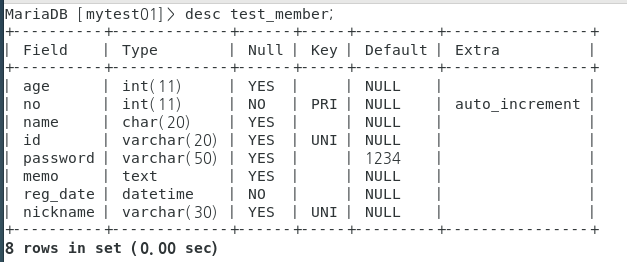 MariaDB [mytest01]> desc test_member;
+----------+-------------+------+-----+---------+----------------+
| Field    | Type        | Null | Key | Default | Extra          |
+----------+-------------+------+-----+---------+----------------+
| age      | int(11)     | YES  |     | NULL    |                |
| no       | int(11)     | NO   | PRI | NULL    | auto_increment |
| name     | char(20)    | YES  |     | NULL    |                |
| id       | varchar(20) | YES  | UNI | NULL    |                |
| password | varchar(50) | YES  |     | 1234    |                |
| memo     | text        | YES  |     | NULL    |                |
| reg_date | datetime    | NO   |     | NULL    |                |
| nickname | varchar(30) | YES  | UNI | NULL    |                |
+----------+-------------+------+-----+---------+----------------+
8 rows in set (0.00 sec)